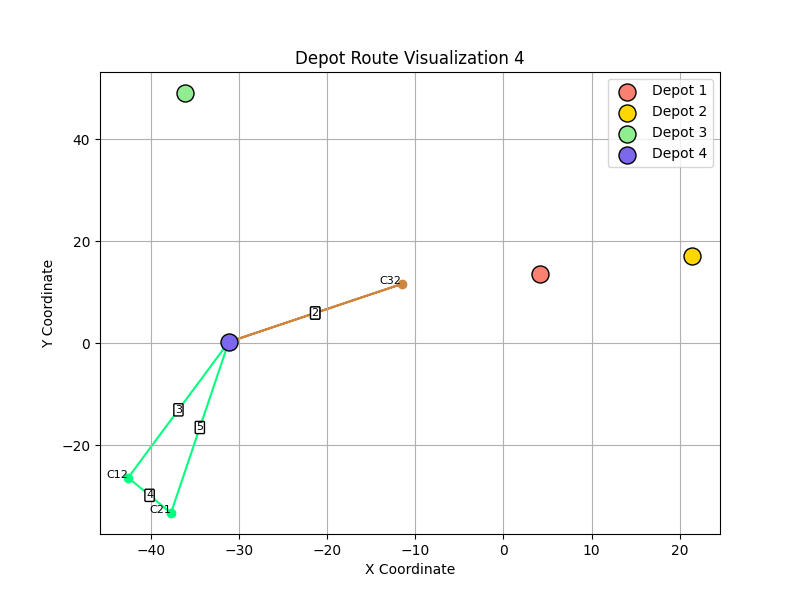 Depot Route Visualization 4
Depot 1
Depot 2
Depot 3
Depot 4
Y Coordinate
40
20
0
−20
C32
2
3
5
C12
4
C21
−40
−30
−20
−10
0
10
20
X Coordinate